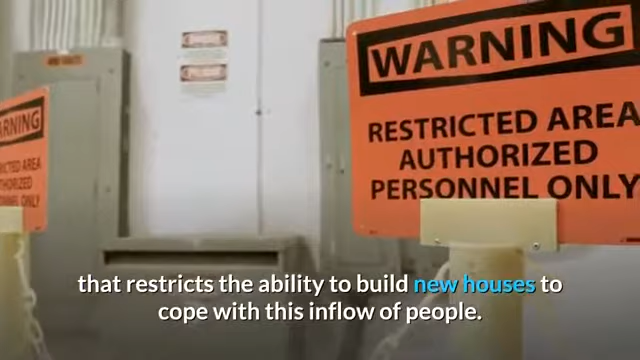 WARNING
RESTRICTED AREA
AUTHORIZED
PERSONNEL ONLY
that restricts the ability to build new houses to
cope with this inflow of people.